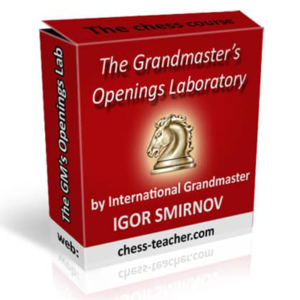 The chess course
The Grandmaster's
Openings Laboratory
by International Grandmaster
IGOR SMIRNOV
chess-teacher.com
The GM's Openings Lab
web: